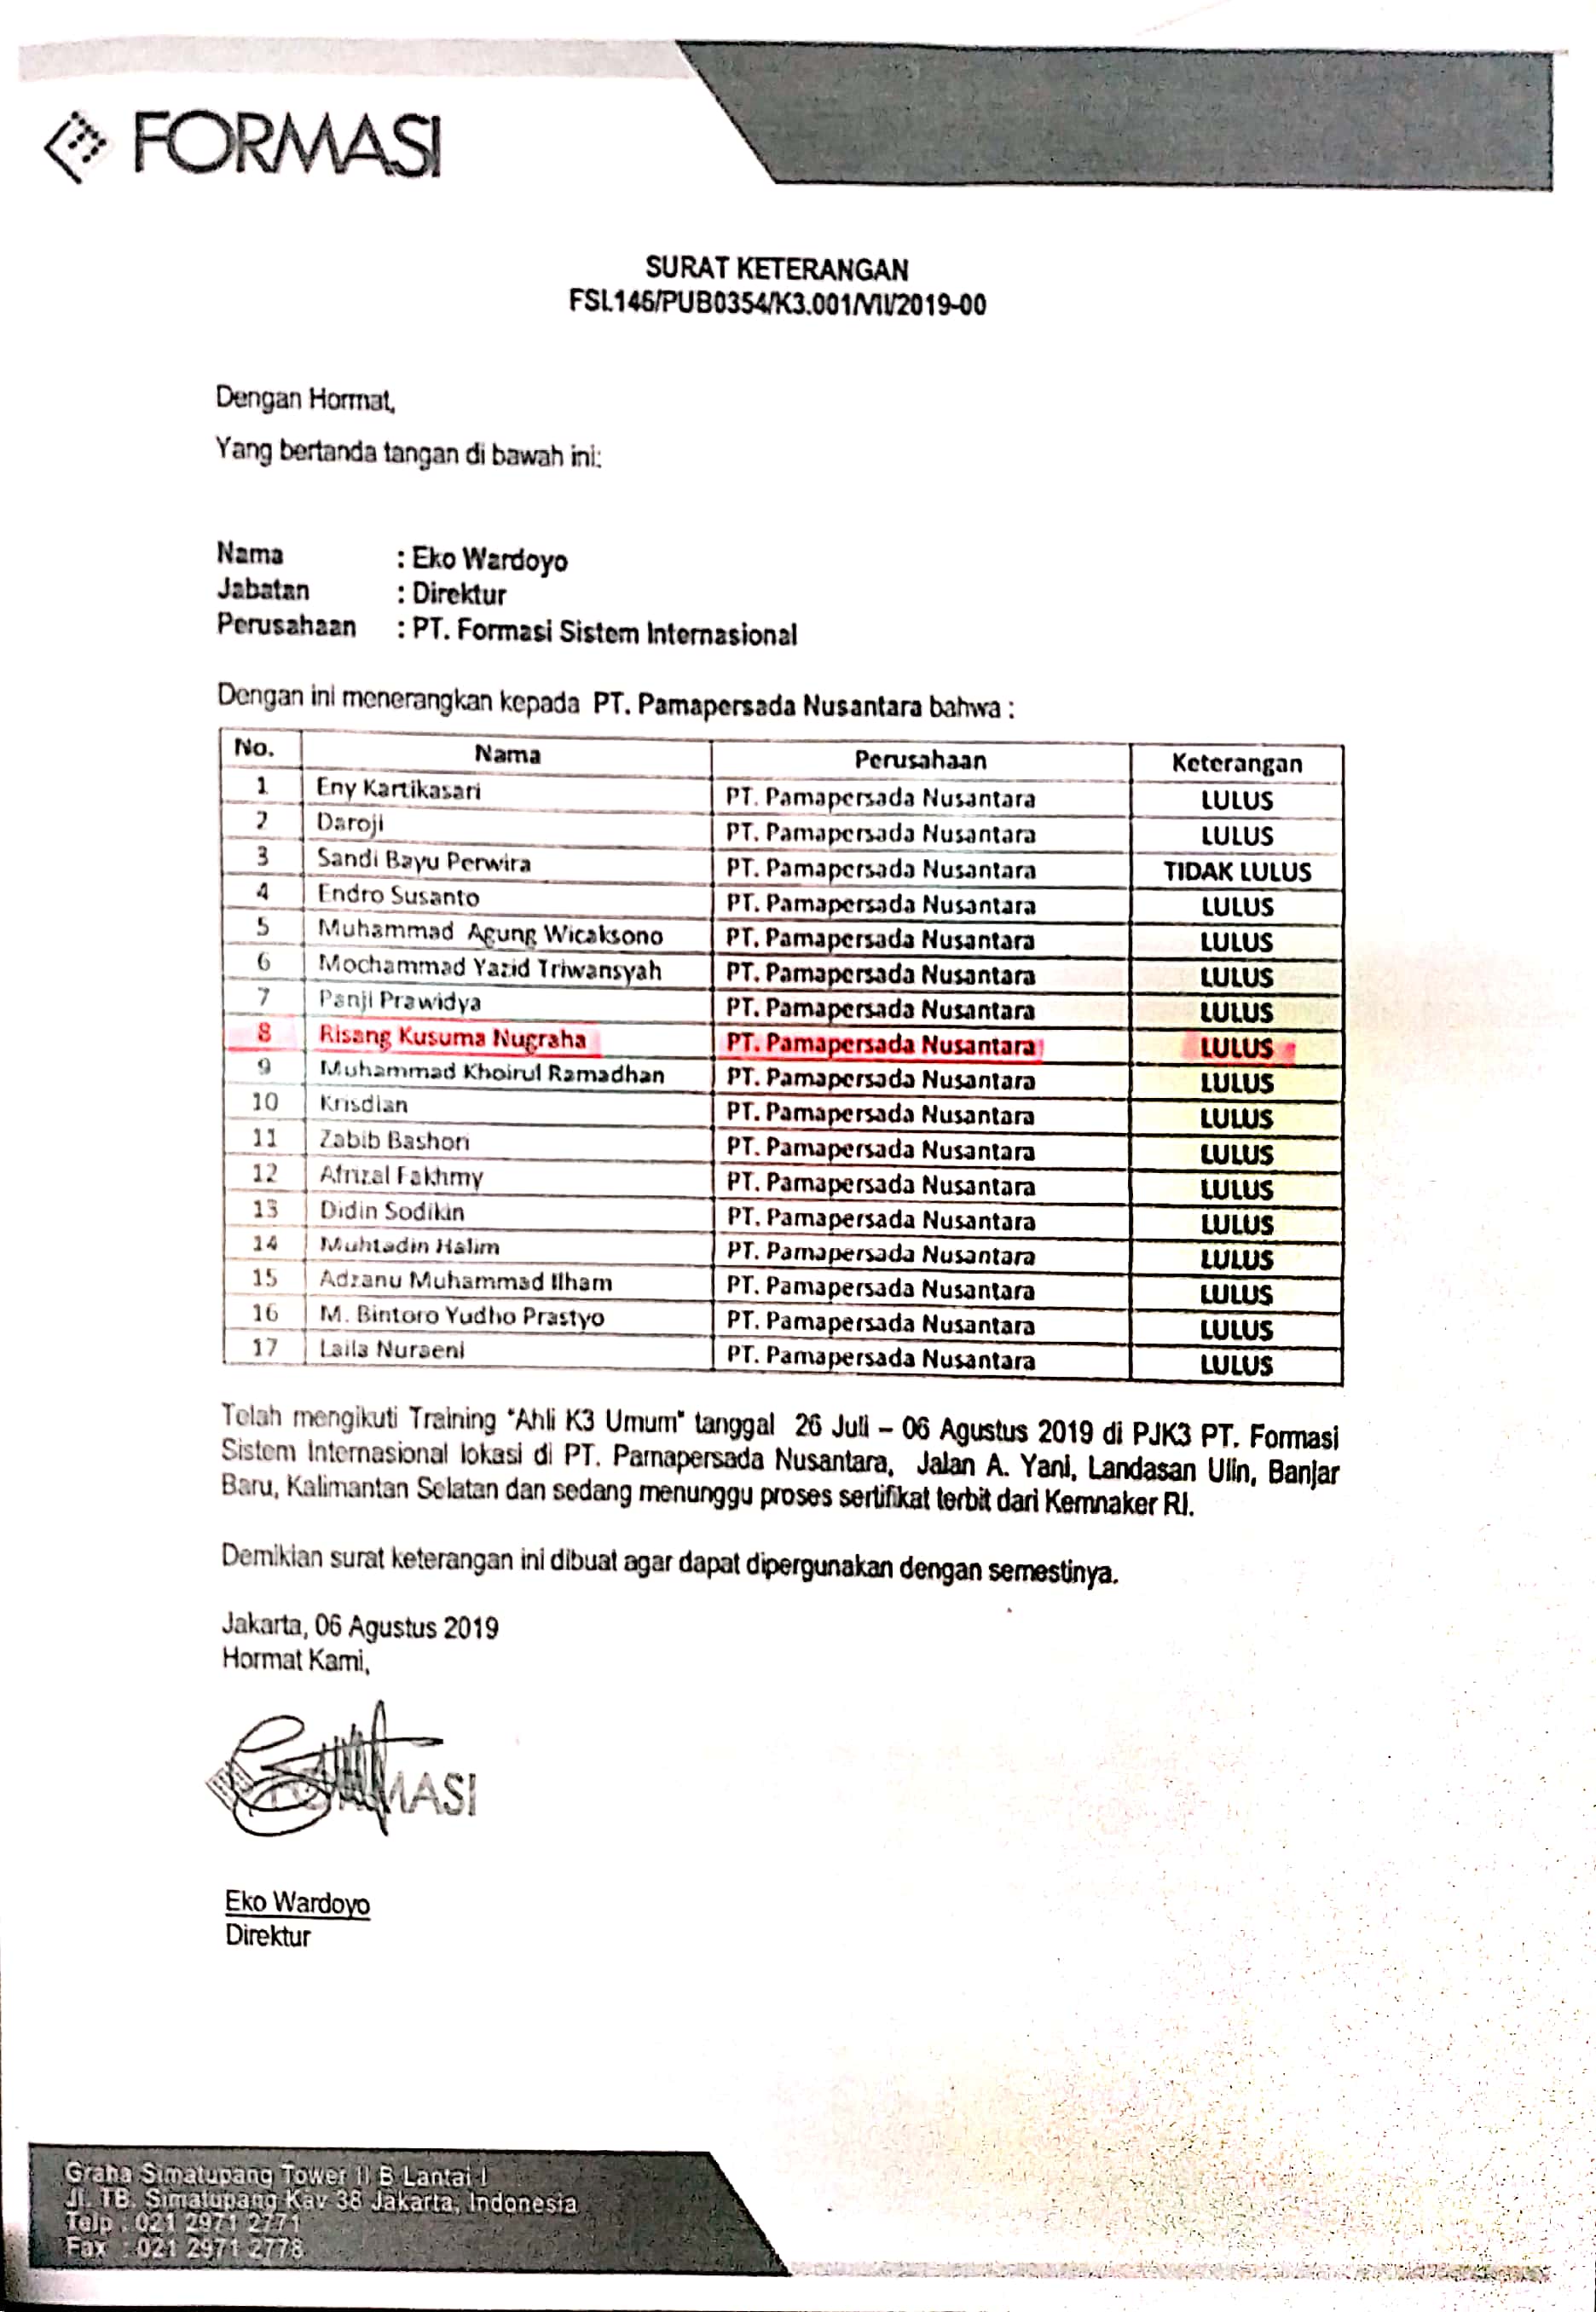 FORMASI
SURAT KETERANGAN
FSI.146/PUB0354/K3.001/VII/2019-00
Dengan Hormat,
Yang bertanda tangan di bawah ini:
Nama : Eko Wardoyo
Jabatan : Direktur
Perusahaan : PT. Formasi Sistem Internasional
Dengan ini menerangkan kepada PT. Pamapersada Nusantara bahwa :
No. Nama Perusahaan Keterangan
1 Eny Kartikasari PT. Pamapersada Nusantara LULUS
2 Daroji PT. Pamapersada Nusantara LULUS
3 Sandi Bayu Perwira PT. Pamapersada Nusantara TIDAK LULUS
4 Endro Susanto PT. Pamapersada Nusantara LULUS
5 Muhammad Agung Wicaksono PT. Pamapersada Nusantara LULUS
6 Mochammad Yazid Triwansyah PT. Pamapersada Nusantara LULUS
7 Panji Prawidya PT. Pamapersada Nusantara LULUS
8 Risang Kusuma Nugraha PT. Pamapersada Nusantara LULUS
9 Muhammad Khoirul Ramadhan PT. Pamapersada Nusantara LULUS
10 Krisdian PT. Pamapersada Nusantara LULUS
11 Zabib Bashori PT. Pamapersada Nusantara LULUS
12 Afrizal Fakhmy PT. Pamapersada Nusantara LULUS
13 Didin Sodikin PT. Pamapersada Nusantara LULUS
14 Muhtadin Halim PT. Pamapersada Nusantara LULUS
15 Adzanu Muhammad Ilham PT. Pamapersada Nusantara LULUS
16 M. Bintoro Yudho Prastyo PT. Pamapersada Nusantara LULUS
17 Laila Nuraeni PT. Pamapersada Nusantara LULUS
Telah mengikuti Training "Ahli K3 Umum" tanggal 26 Juli – 06 Agustus 2019 di PJK3 PT. Formasi
Sistem Internasional lokasi di PT. Pamapersada Nusantara, Jalan A. Yani, Landasan Ulin, Banjar
Baru, Kalimantan Selatan dan sedang menunggu proses sertifikat terbit dari Kemnaker RI.
Demikian surat keterangan ini dibuat agar dapat dipergunakan dengan semestinya.
Jakarta, 06 Agustus 2019
Hormat Kami,
FORMASI
Eko Wardoyo
Direktur
Graha Simatupang Tower II B Lantai I
Jl. TB. Simatupang Kav 38 Jakarta, Indonesia
Telp : 021 2971 2771
Fax : 021 2971 2778